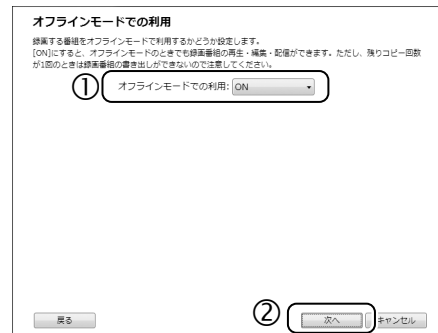 オフラインモードでの利用
録画する番組をオフラインモードで利用するかどうか設定します。
[ON]にすると、オフラインモードのときでも録画番組の再生・編集・配信ができます。ただし、残りコピー回数
が1回のときは録画番組の書き出しができないので注意してください。
① オフラインモードでの利用: ON
戻る ② 次へ キャンセル